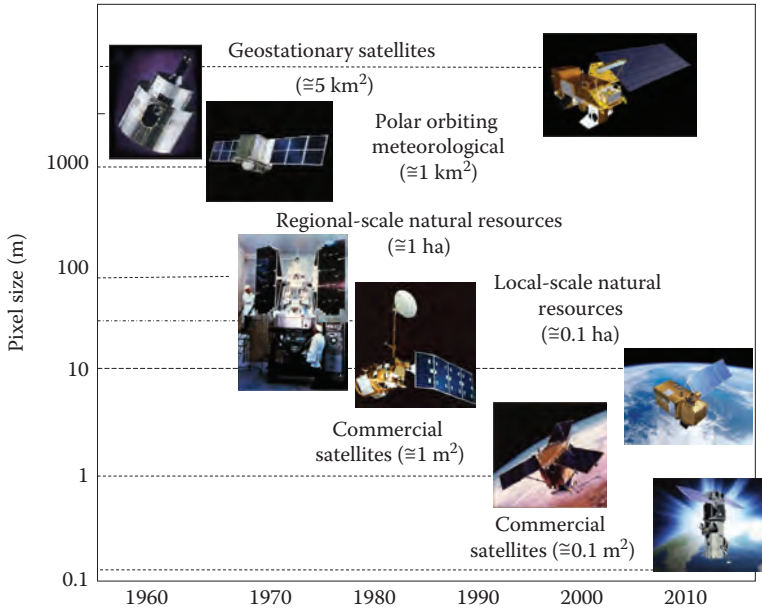 Geostationary satellites
(≅5 km²)
Polar orbiting
meteorological
(≅1 km²)
1000
Regional-scale natural resources
(≅1 ha)
100
Pixel size (m)
Local-scale natural
resources
(≅0.1 ha)
10
Commercial
satellites (≅1 m²)
1
Commercial
satellites (≅0.1 m²)
0.1
1960 1970 1980 1990 2000 2010